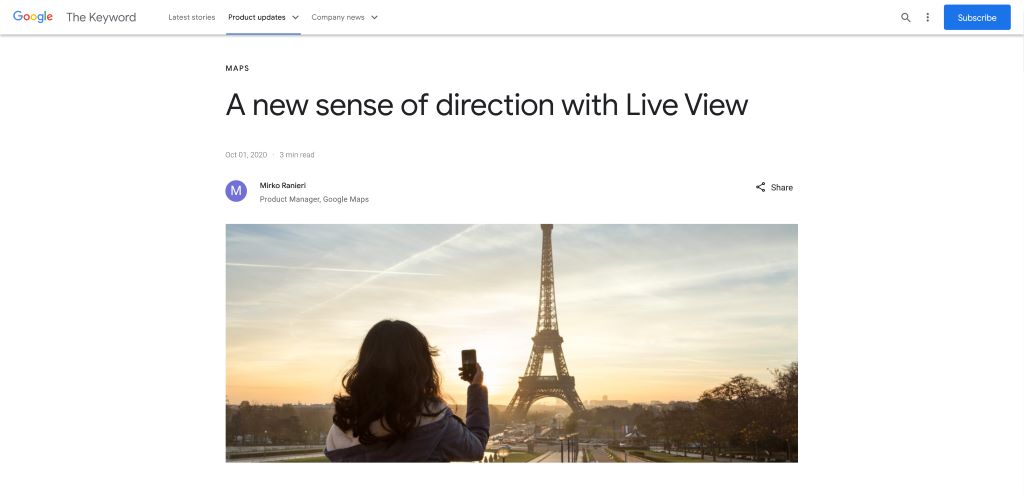 Google The Keyword Latest stories Product updates Company news Subscribe
MAPS
A new sense of direction with Live View
Oct 01, 2020 · 3 min read
M
Mirko Ranieri
Product Manager, Google Maps
Share